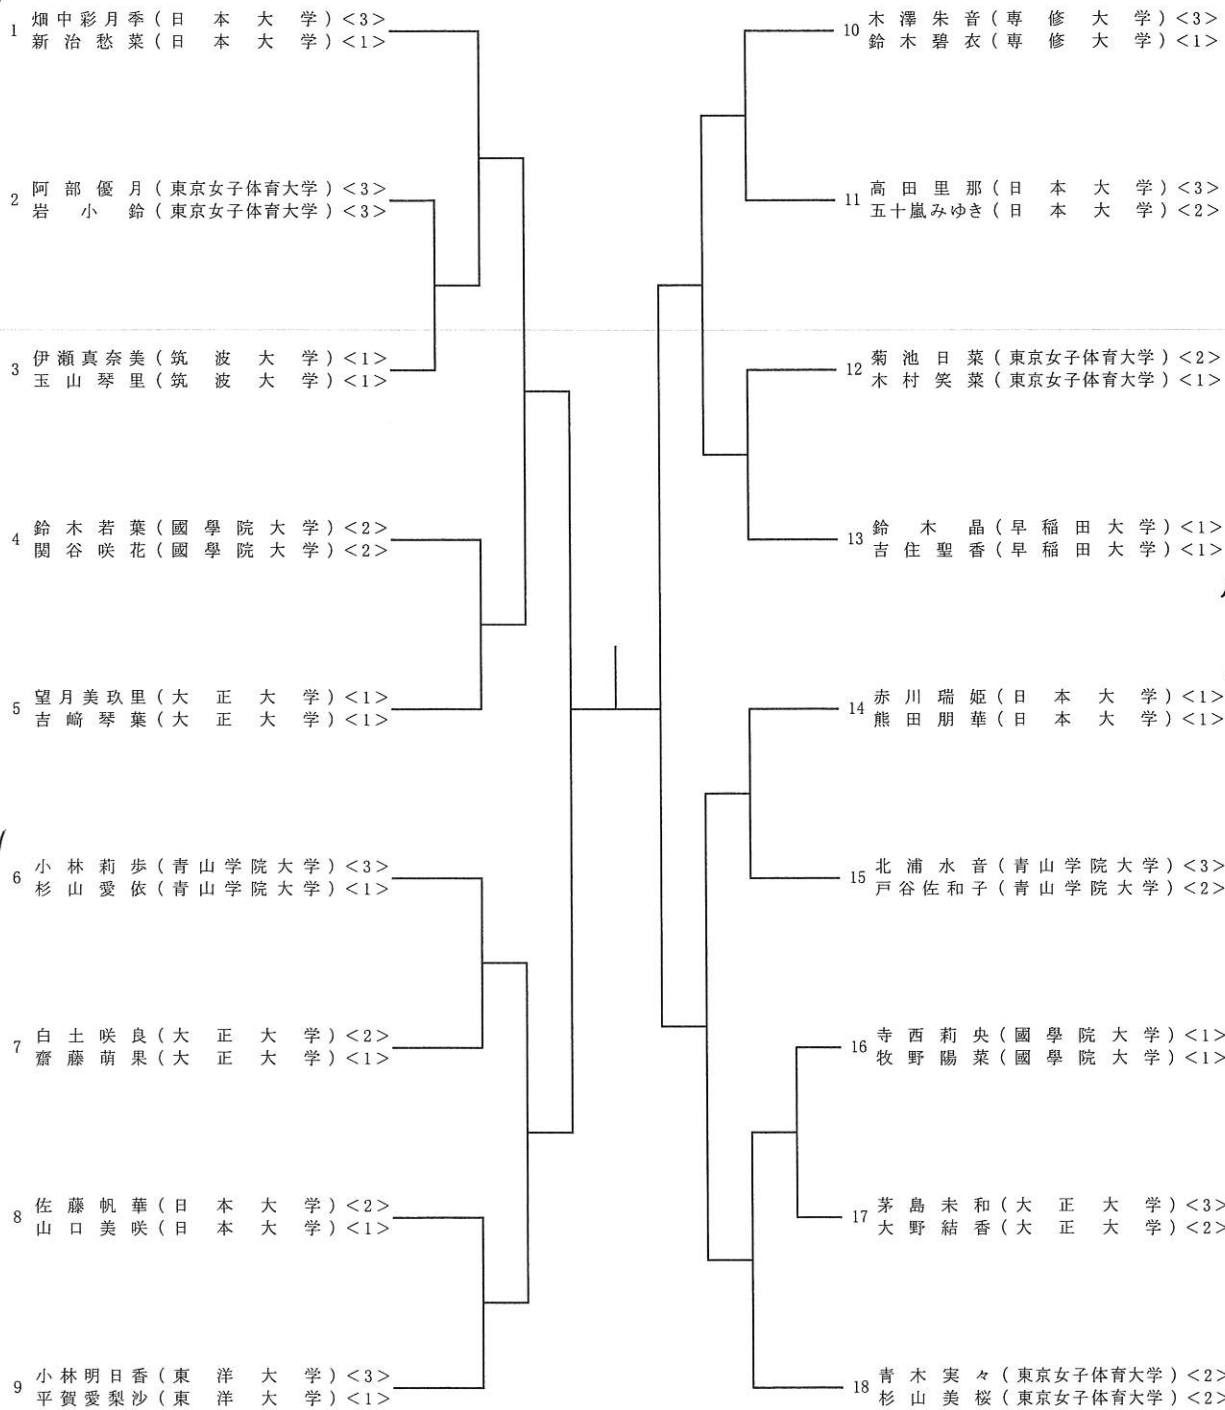 1 畑中彩月季(日本大学)<3>
新治愁菜(日本大学)<1>
2 阿部優月(東京女子体育大学)<3>
岩小鈴(東京女子体育大学)<3>
3 伊瀬真奈美(筑波大学)<1>
玉山琴里(筑波大学)<1>
4 鈴木若葉(國學院大学)<2>
関谷咲花(國學院大学)<2>
5 望月美玖里(大正大学)<1>
吉﨑琴葉(大正大学)<1>
6 小林莉歩(青山学院大学)<3>
杉山愛依(青山学院大学)<1>
7 白土咲良(大正大学)<2>
齋藤萌果(大正大学)<1>
8 佐藤帆華(日本大学)<2>
山口美咲(日本大学)<1>
9 小林明日香(東洋大学)<3>
平賀愛梨沙(東洋大学)<1>
10 木澤朱音(専修大学)<3>
鈴木碧衣(専修大学)<1>
11 高田里那(日本大学)<3>
五十嵐みゆき(日本大学)<2>
12 菊池日菜(東京女子体育大学)<2>
木村笑菜(東京女子体育大学)<1>
13 鈴木晶(早稲田大学)<1>
吉住聖香(早稲田大学)<1>
14 赤川瑞姫(日本大学)<1>
熊田朋華(日本大学)<1>
15 北浦水音(青山学院大学)<3>
戸谷佐和子(青山学院大学)<2>
16 寺西莉央(國學院大学)<1>
牧野陽菜(國學院大学)<1>
17 茅島未和(大正大学)<3>
大野結香(大正大学)<2>
18 青木実々(東京女子体育大学)<2>
杉山美桜(東京女子体育大学)<2>